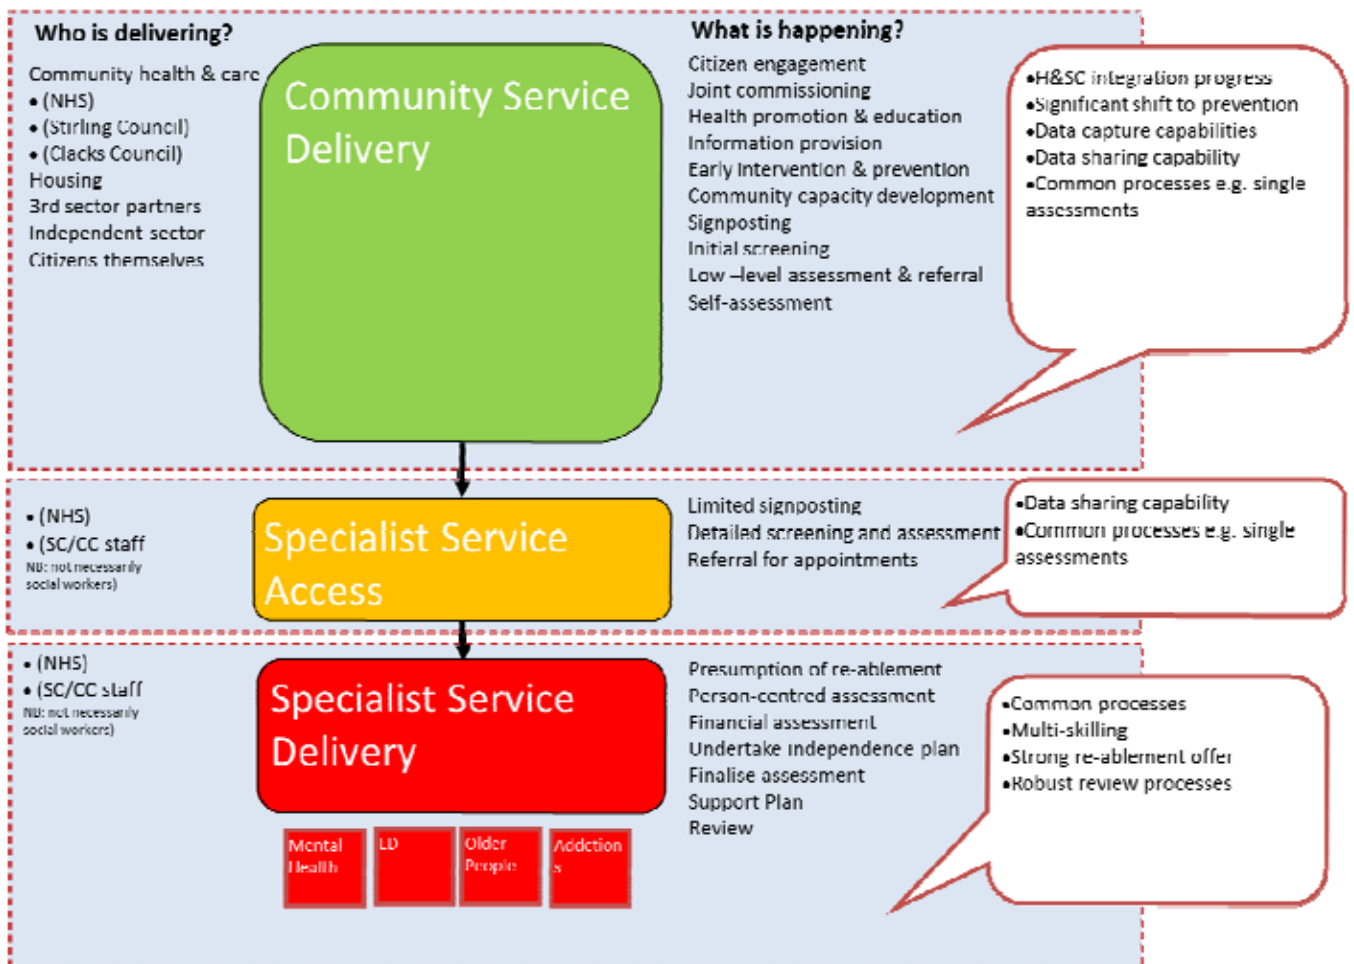 Who is delivering?
Community health & care
• (NHS)
• (Stirling Council)
• (Clacks Council)
Housing
3rd sector partners
Independent sector
Citizens themselves
Community Service
Delivery
What is happening?
Citizen engagement
Joint commissioning
Health promotion & education
Information provision
Early intervention & prevention
Community capacity development
Signposting
Initial screening
Low –level assessment & referral
Self-assessment
•H&SC integration progress
•Significant shift to prevention
•Data capture capabilities
•Data sharing capability
•Common processes e.g. single
assessments
• (NHS)
• (SC/CC staff
NB: not necessarily
social workers)
Specialist Service
Access
Limited signposting
Detailed screening and assessment
Referral for appointments
•Data sharing capability
•Common processes e.g. single
assessments
• (NHS)
• (SC/CC staff
NB: not necessarily
social workers)
Specialist Service
Delivery
Mental
Health
LD
Older
People
Addction
s
Presumption of re-ablement
Person-centred assessment
Financial assessment
Undertake independence plan
Finalise assessment
Support Plan
Review
•Common processes
•Multi-skilling
•Strong re-ablement offer
•Robust review processes